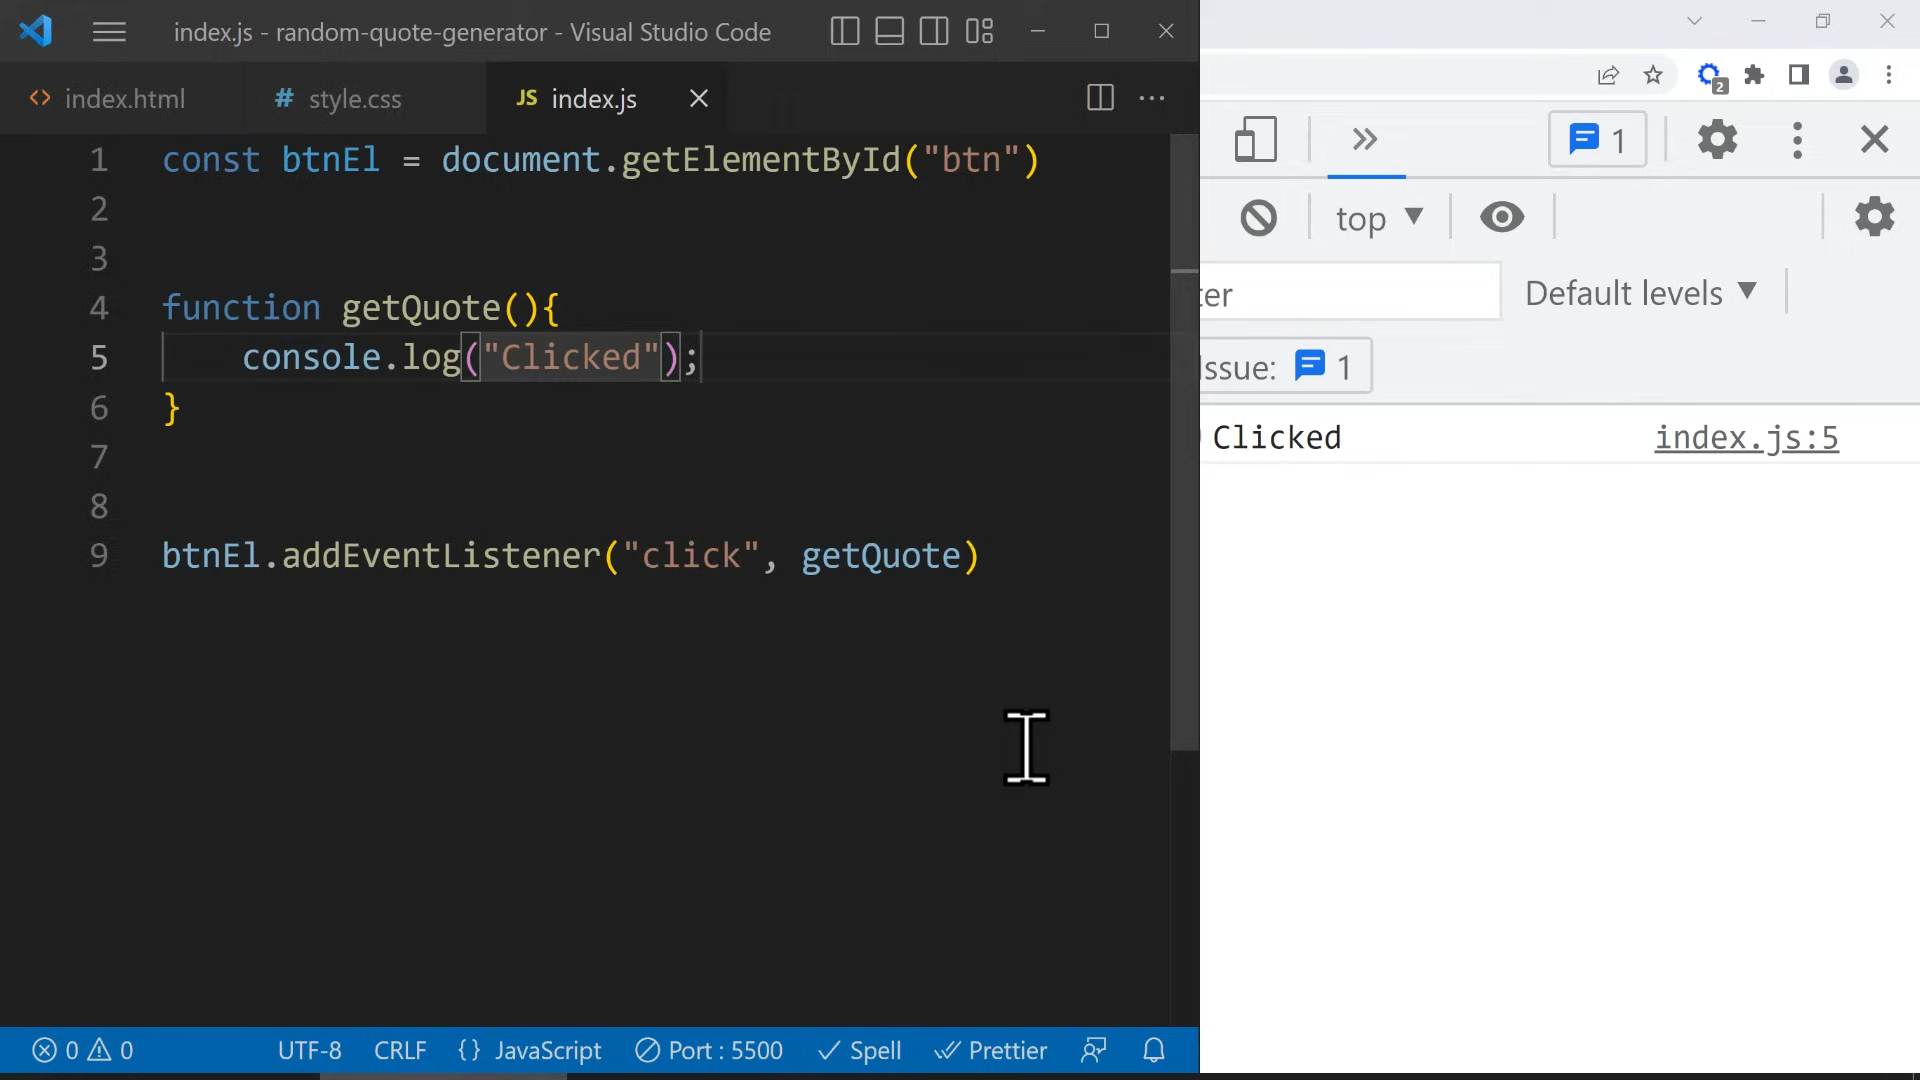 index.js - random-quote-generator - Visual Studio Code
index.html
style.css
JS index.js
1 const btnEl = document.getElementById("btn")
2
3
4 function getQuote(){
5 console.log("Clicked");
6 }
7
8
9 btnEl.addEventListener("click", getQuote)
0 0 UTF-8 CRLF {} JavaScript Port : 5500 Spell Prettier
2
1
top
ter Default levels
Issue: 1
Clicked index.js:5